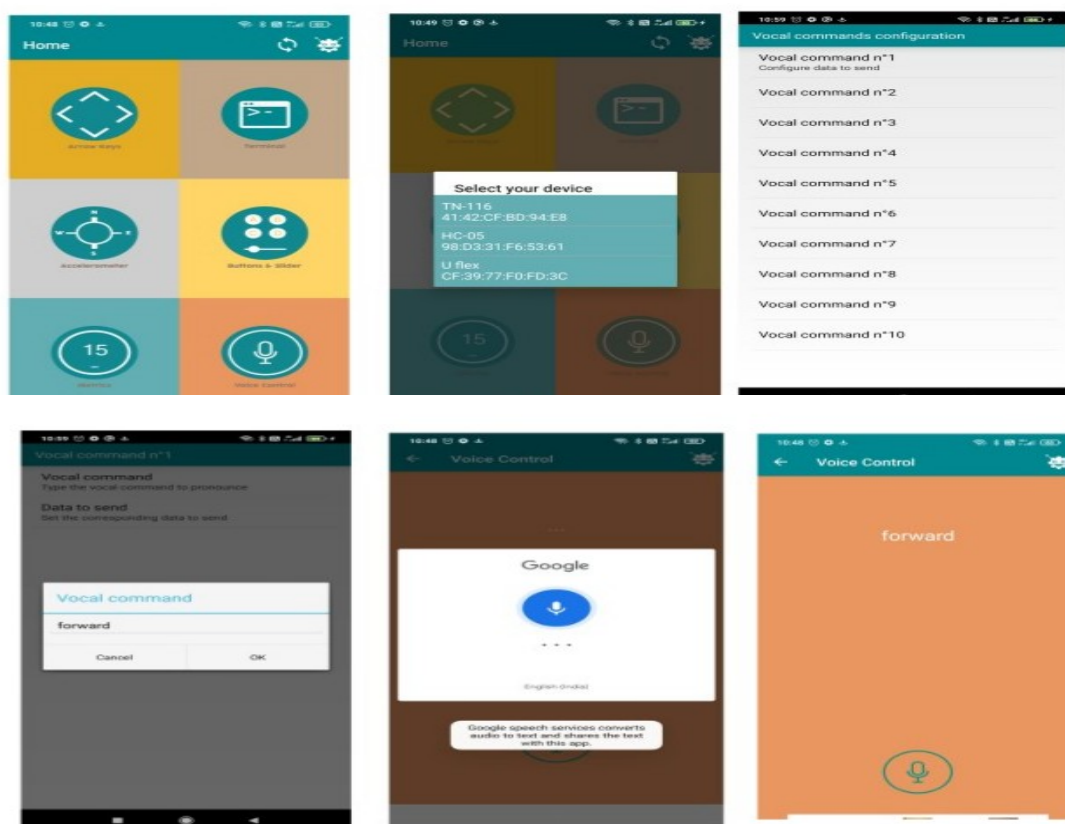 10:48
Home
Arrow Keys
Terminal
Accelerometer
Buttons & Slider
15
Metrics
Voice Control
10:49
Home
Select your device
TN-116
41:42:CF:BD:94:E8
HC-05
98:D3:31:F6:53:61
U flex
CF:39:77:F0:FD:3C
15
10:59
Vocal commands configuration
Vocal command n°1
Configure data to send
Vocal command n°2
Vocal command n°3
Vocal command n°4
Vocal command n°5
Vocal command n°6
Vocal command n°7
Vocal command n°8
Vocal command n°9
Vocal command n°10
10:59
Vocal command n°1
Vocal command
Type the vocal command to pronounce
Data to send
Set the corresponding data to send
Vocal command
forward
Cancel
OK
10:48
Voice Control
...
Google
...
English (India)
Google speech services converts
audio to text and shares the text
with this app.
10:48
Voice Control
forward